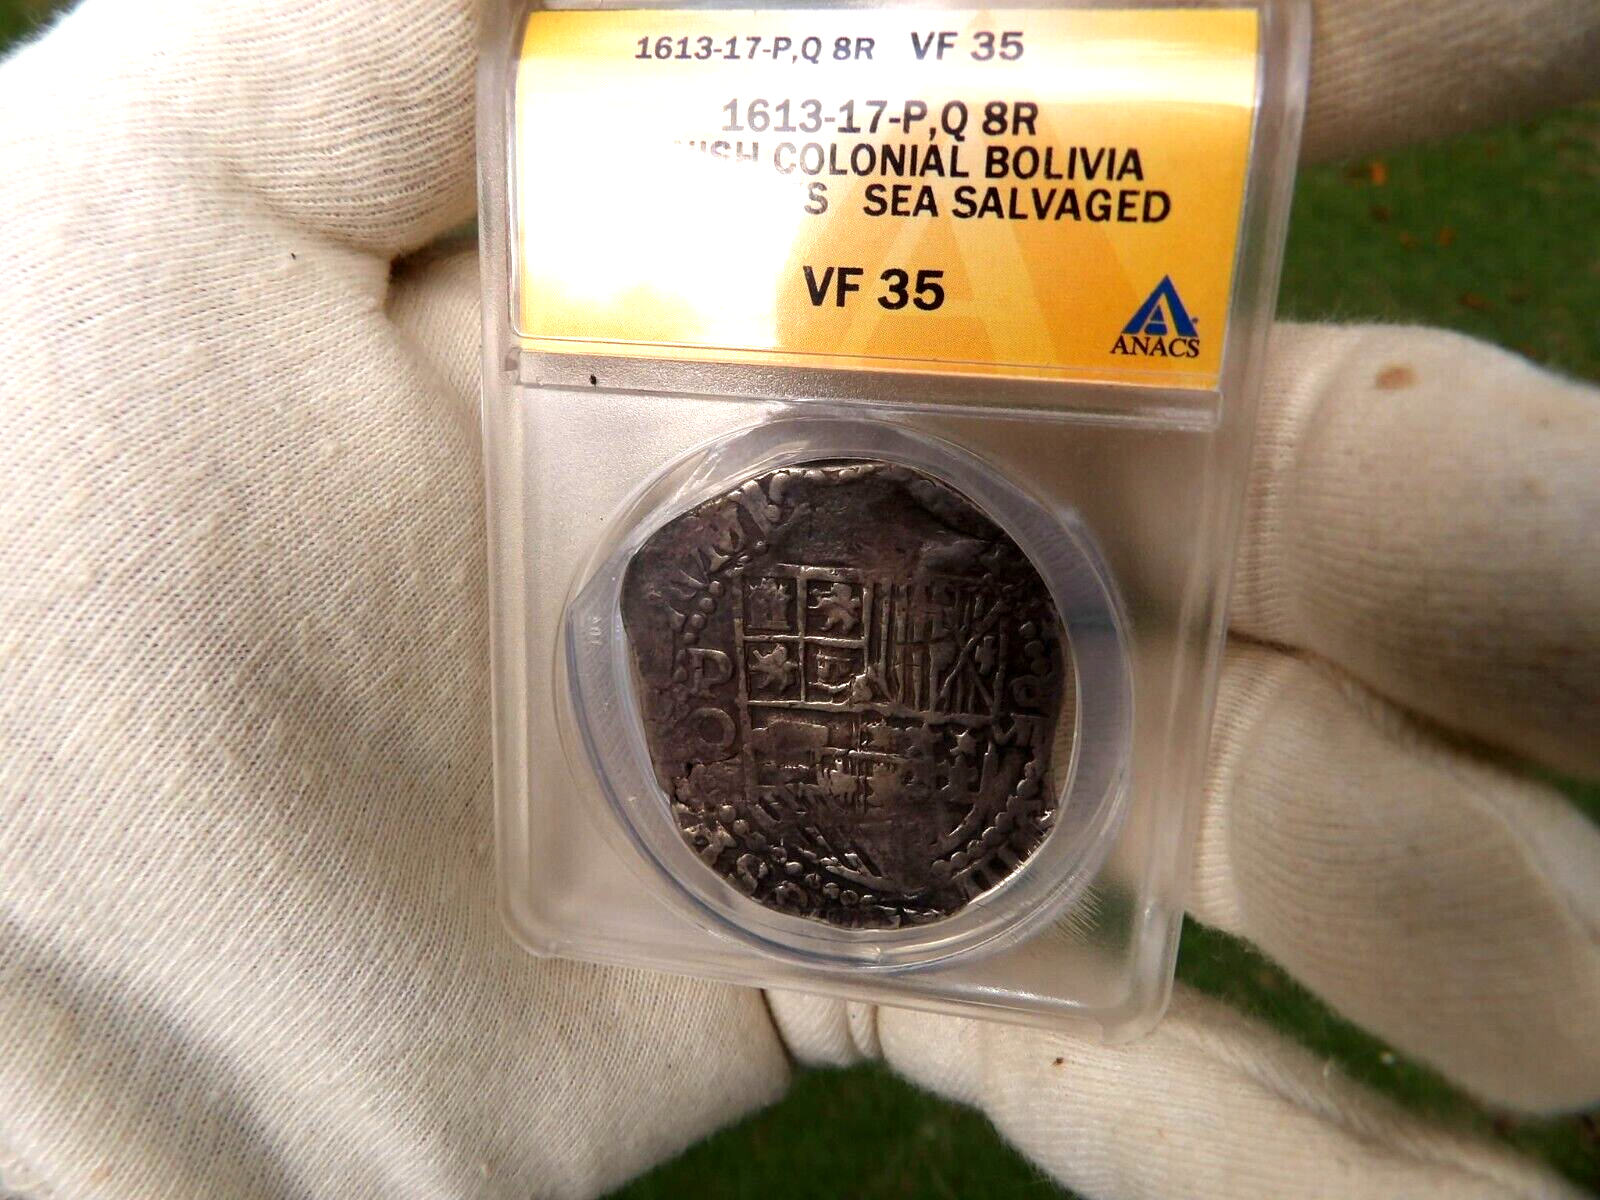 1613-17-P,Q 8R VF 35
1613-17-P,Q 8R
COLONIAL BOLIVIA
SEA SALVAGED
VF 35
ANACS
P
Q